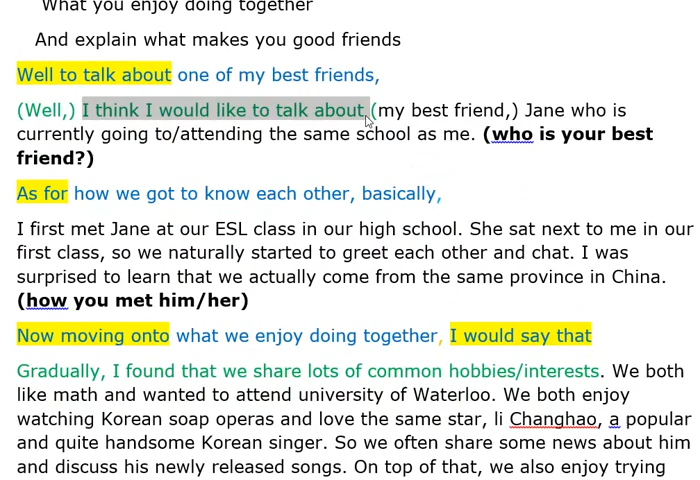 What you enjoy doing together
And explain what makes you good friends
Well to talk about one of my best friends,
(Well,) I think I would like to talk about (my best friend,) Jane who is
currently going to/attending the same school as me. (who is your best
friend?)
As for how we got to know each other, basically,
I first met Jane at our ESL class in our high school. She sat next to me in our
first class, so we naturally started to greet each other and chat. I was
surprised to learn that we actually come from the same province in China.
(how you met him/her)
Now moving onto what we enjoy doing together, I would say that
Gradually, I found that we share lots of common hobbies/interests. We both
like math and wanted to attend university of Waterloo. We both enjoy
watching Korean soap operas and love the same star, li Changhao, a popular
and quite handsome Korean singer. So we often share some news about him
and discuss his newly released songs. On top of that, we also enjoy trying